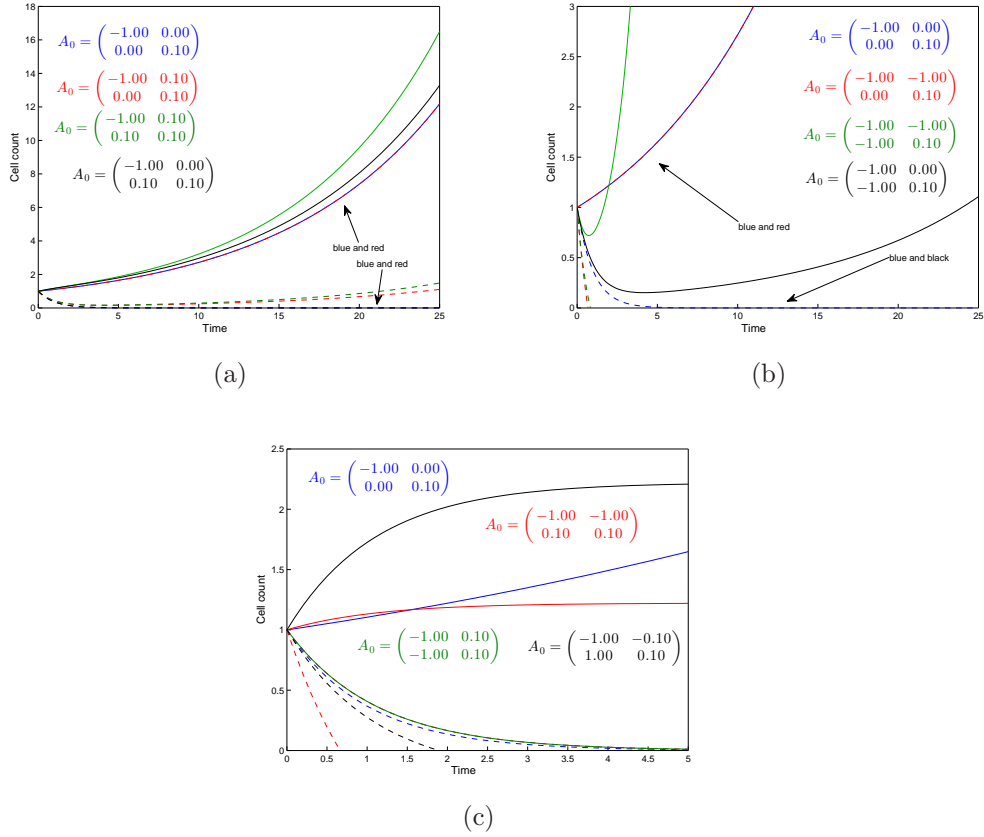 18
16
14
12
10
8
6
4
2
0
Cell count
A₀ = (−1.00 0.00
0.00 0.10)
A₀ = (−1.00 0.10
0.00 0.10)
A₀ = (−1.00 0.10
0.10 0.10)
A₀ = (−1.00 0.00
0.10 0.10)
blue and red
blue and red
0 5 10 15 20 25
Time
(a)
3
2.5
2
1.5
1
0.5
0
Cell count
A₀ = (−1.00 0.00
0.00 0.10)
A₀ = (−1.00 −1.00
0.00 0.10)
A₀ = (−1.00 −1.00
−1.00 0.10)
A₀ = (−1.00 0.00
−1.00 0.10)
blue and red
blue and black
0 5 10 15 20 25
Time
(b)
2.5
2
1.5
1
0.5
0
Cell count
A₀ = (−1.00 0.00
0.00 0.10)
A₀ = (−1.00 −1.00
0.10 0.10)
A₀ = (−1.00 0.10
−1.00 0.10)
A₀ = (−1.00 −0.10
1.00 0.10)
0 0.5 1 1.5 2 2.5 3 3.5 4 4.5 5
Time
(c)